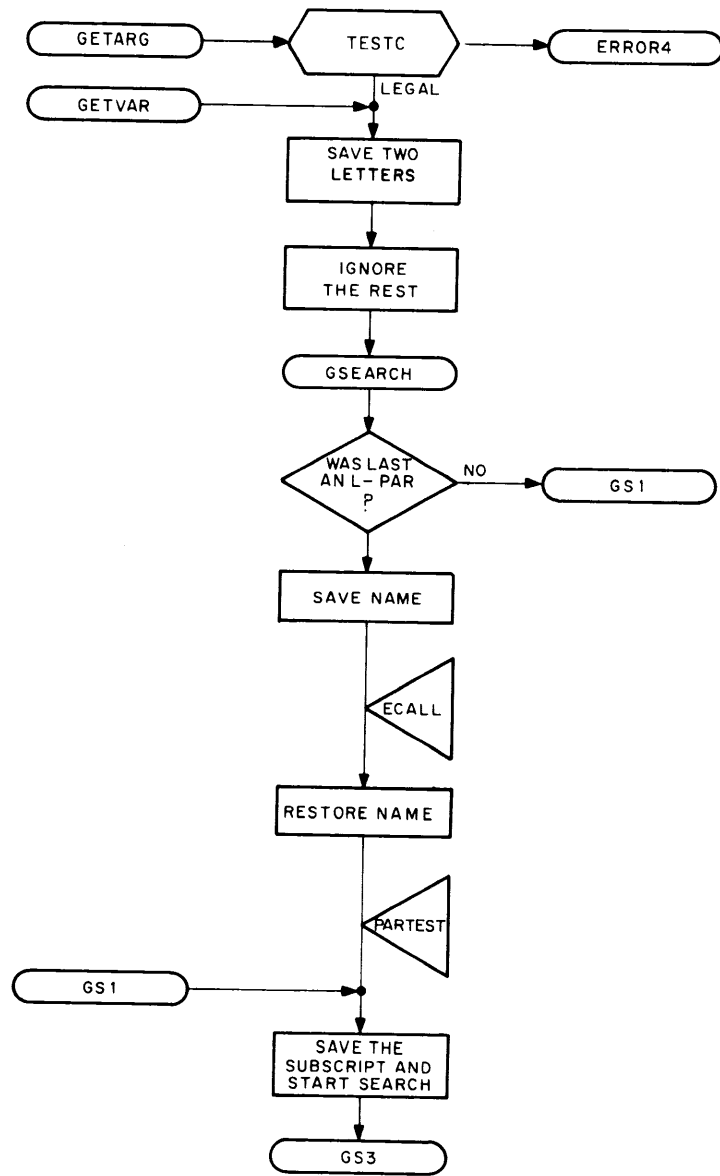 GETARG
TESTC
ERROR4
LEGAL
GETVAR
SAVE TWO
LETTERS
IGNORE
THE REST
GSEARCH
WAS LAST
AN L-PAR
?
NO
GS1
SAVE NAME
ECALL
RESTORE NAME
PARTEST
GS1
SAVE THE
SUBSCRIPT AND
START SEARCH
GS3